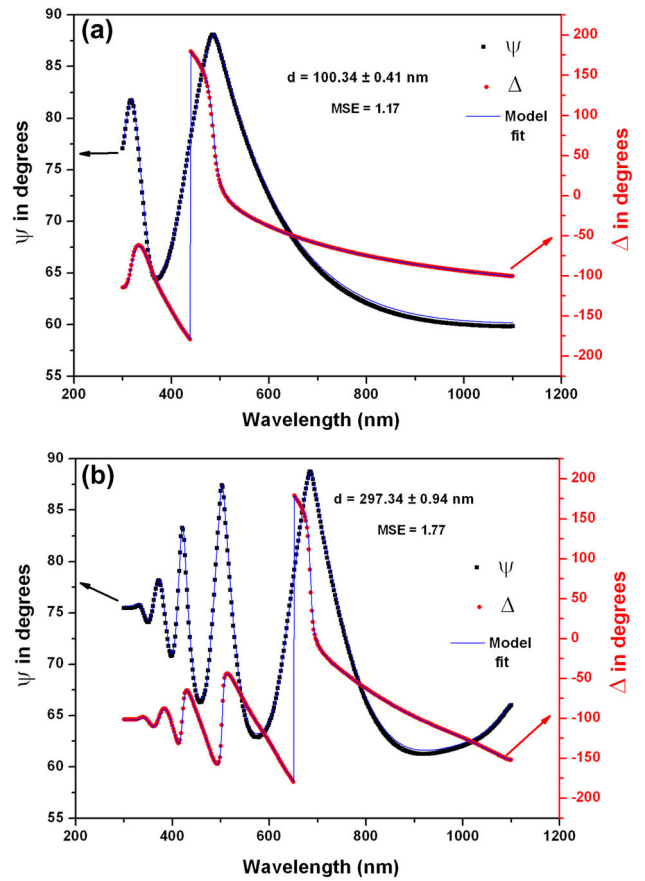 (a)
90
85
80
75
70
65
60
55
ψ in degrees
200
150
100
50
0
-50
-100
-150
-200
Δ in degrees
d = 100.34 ± 0.41 nm
MSE = 1.17
ψ
Δ
Model
fit
200 400 600 800 1000 1200
Wavelength (nm)
(b)
90
85
80
75
70
65
60
55
ψ in degrees
200
150
100
50
0
-50
-100
-150
-200
Δ in degrees
d = 297.34 ± 0.94 nm
MSE = 1.77
ψ
Δ
Model
fit
200 400 600 800 1000 1200
Wavelength (nm)